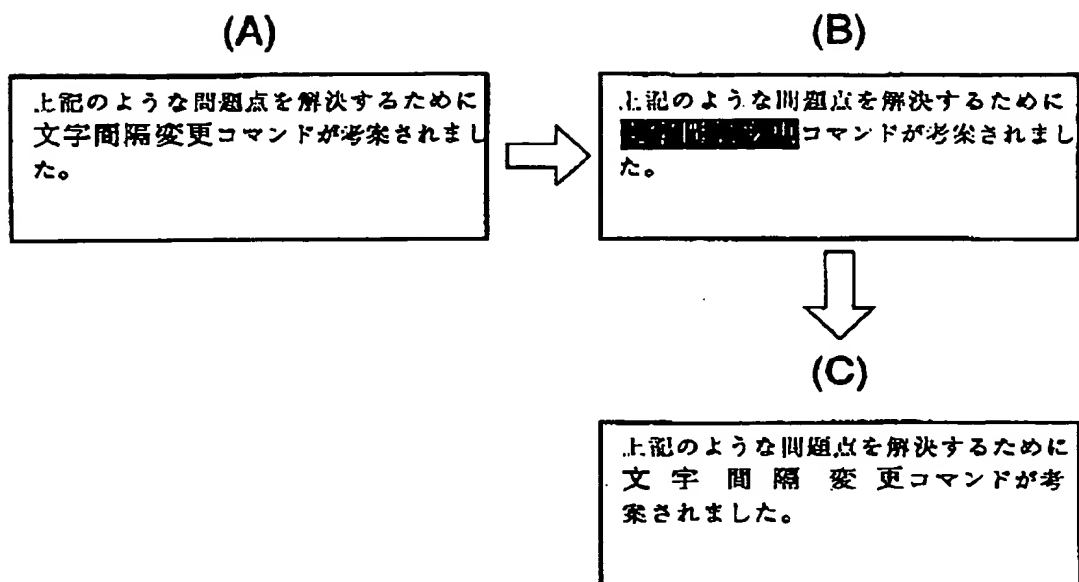 (A)
上記のような問題点を解決するために
文字間隔変更コマンドが考案されまし
た。
(B)
上記のような問題点を解決するために
コマンドが考案されまし
た。
(C)
上記のような問題点を解決するために
文 字 間 隔 変 更コマンドが考
案されました。